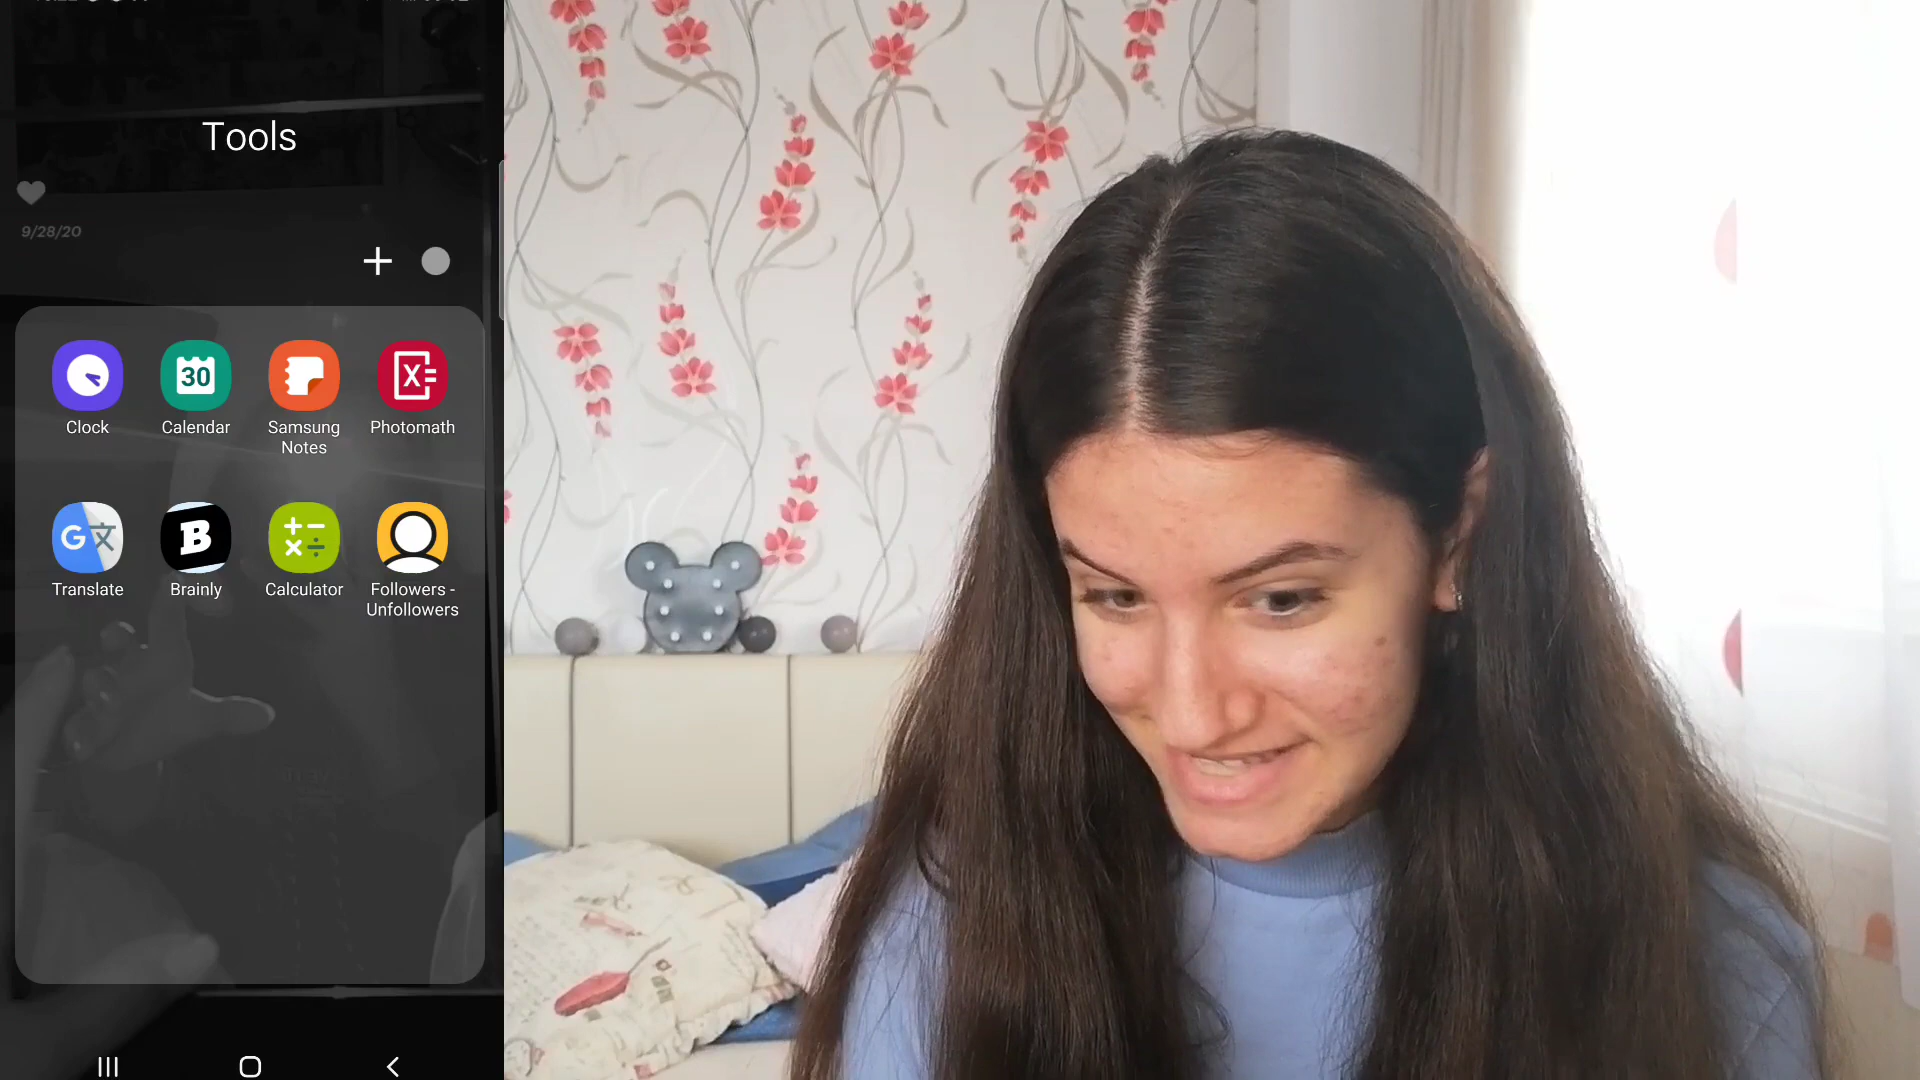 Tools
9/28/20
30
Clock
Calendar
Samsung
Notes
Photomath
X
G
B
Translate
Brainly
Calculator
Followers -
Unfollowers